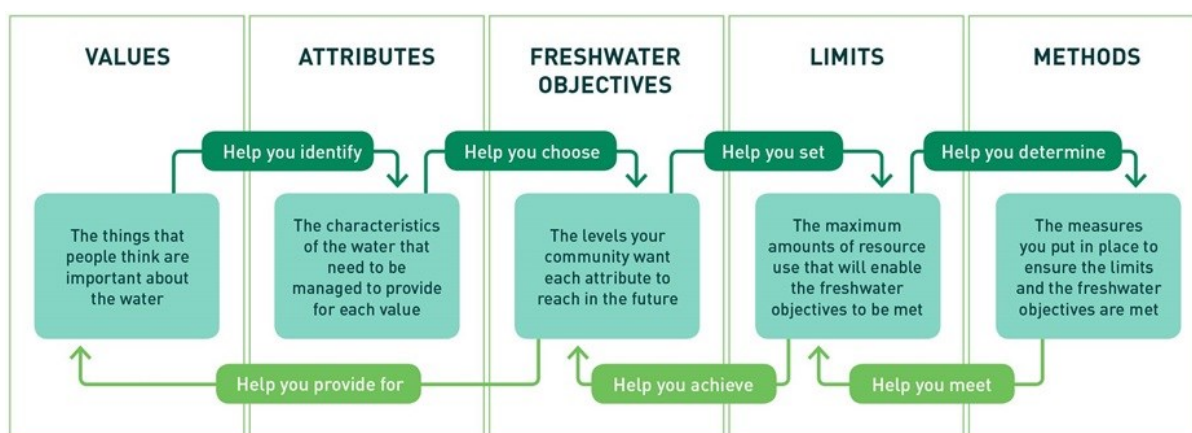 VALUES
ATTRIBUTES
FRESHWATER
OBJECTIVES
LIMITS
METHODS
Help you identify
Help you choose
Help you set
Help you determine
The things that
people think are
important about
the water
The characteristics
of the water that
need to be
managed to provide
for each value
The levels your
community want
each attribute to
reach in the future
The maximum
amounts of resource
use that will enable
the freshwater
objectives to be met
The measures
you put in place to
ensure the limits
and the freshwater
objectives are met
Help you provide for
Help you achieve
Help you meet